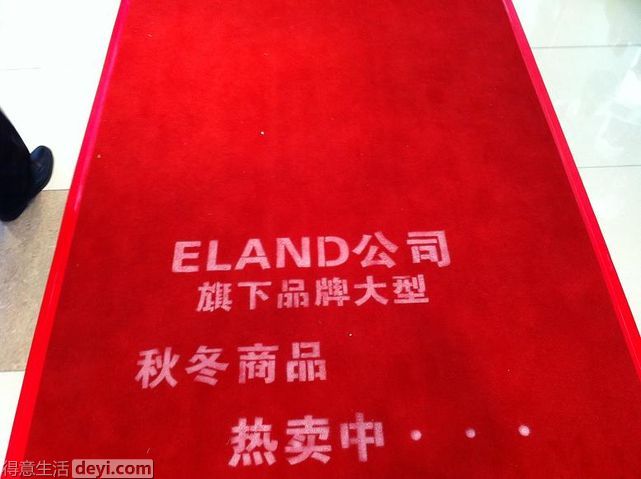 ELAND公司
旗下品牌大型
秋冬商品
热卖中・・・
得意生活 deyi.com